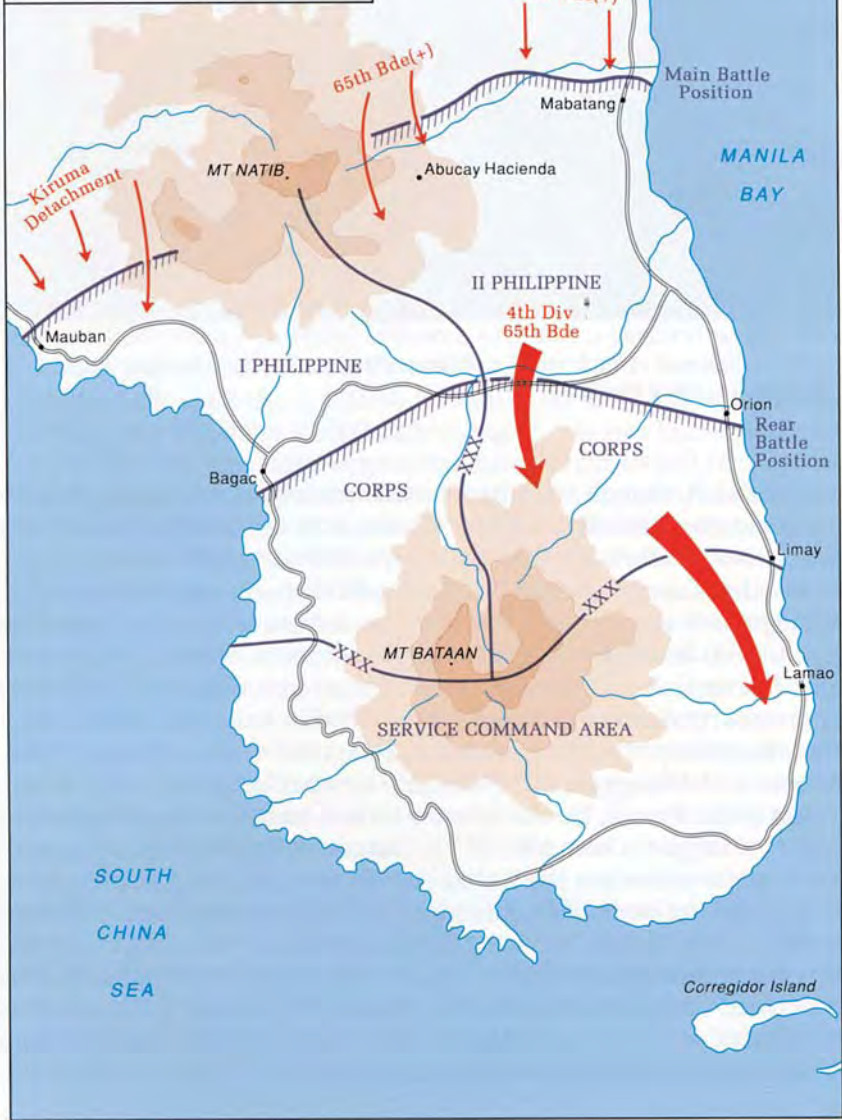 65th Bde(+)
Main Battle
Position
Mabatang
MT NATIB
Abucay Hacienda
MANILA
BAY
Kiruma
Detachment
II PHILIPPINE
4th Div
65th Bde
Mauban
I PHILIPPINE
Orion
Rear
Battle
Position
XXX
CORPS
Bagac
CORPS
Limay
XXX
XXX
MT BATAAN
Lamao
SERVICE COMMAND AREA
SOUTH
CHINA
SEA
Corregidor Island